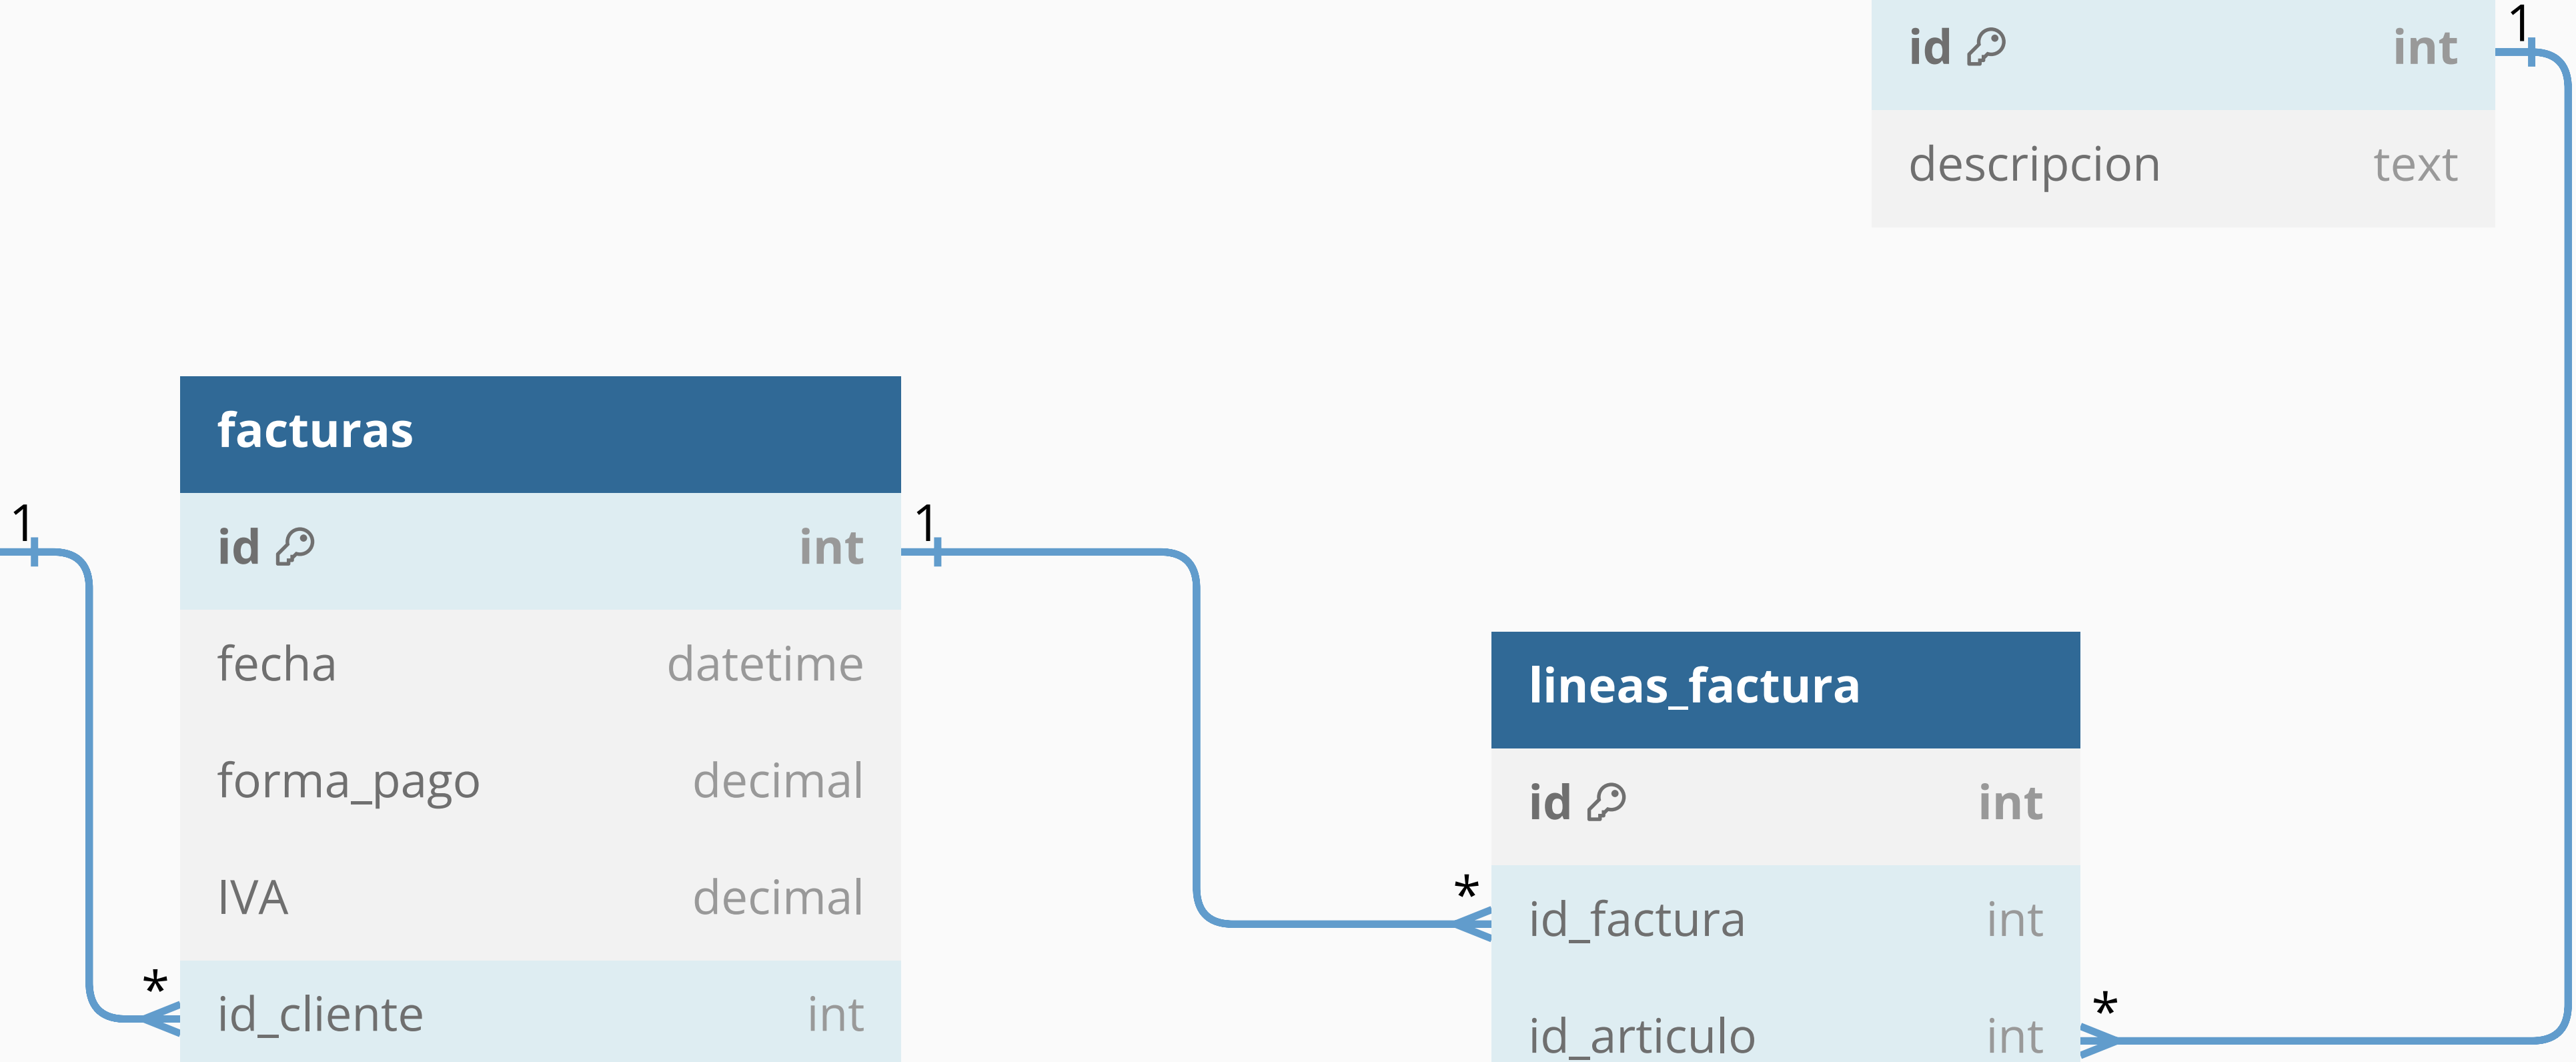 1
id int
descripcion text
facturas
1
id int
1
fecha datetime
forma_pago decimal
IVA decimal
*
id_cliente int
lineas_factura
id int
*
id_factura int
*
id_articulo int